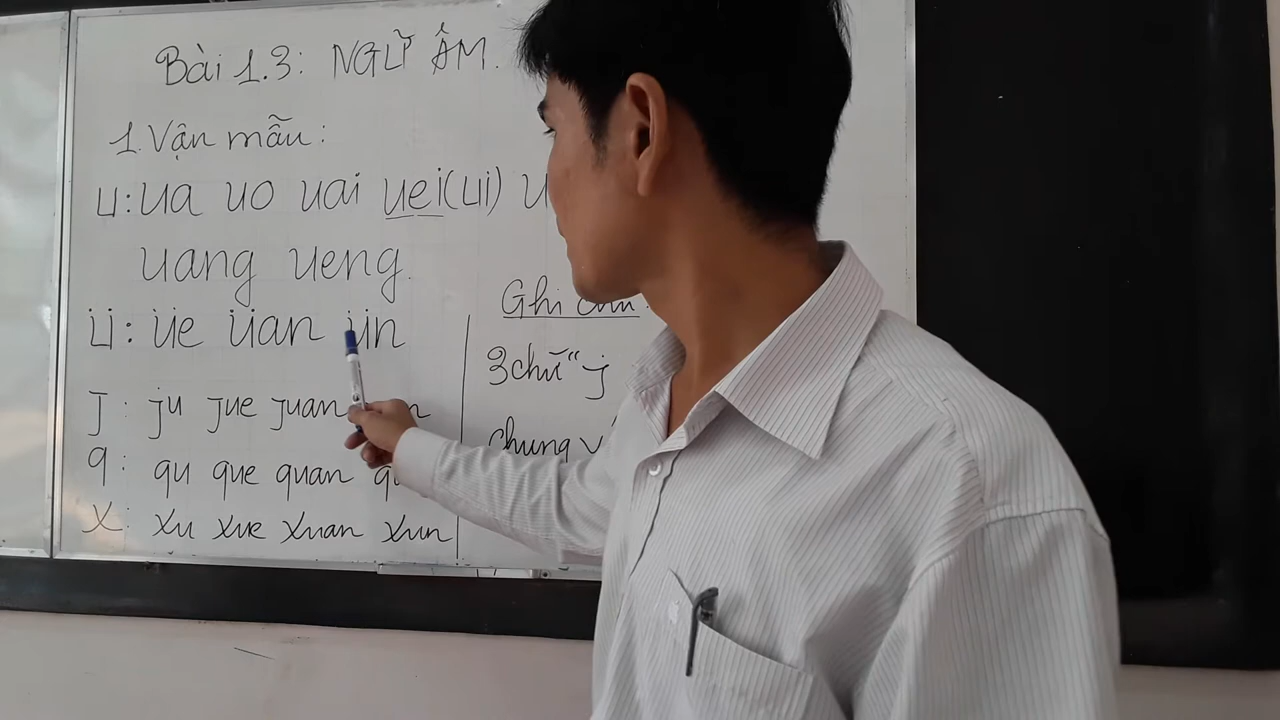 Bài 1.3: NGỮ ÂM.
1. Vận mẫu:
u: ua uo uai uei(ui)
uang ueng.
ü: üe üan ün
j: ju jue juan
q: qu que quan
x: xu xue xuan xun
Ghi
3 chữ "j
chung